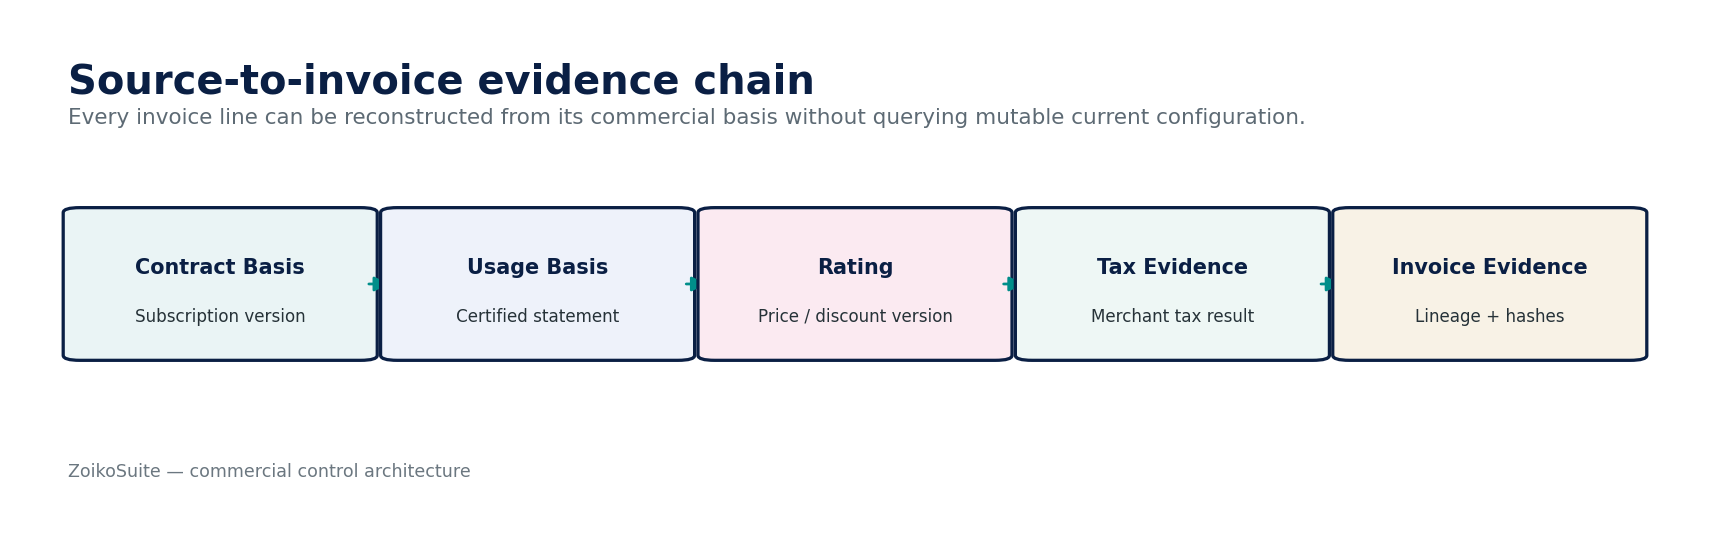 Source-to-invoice evidence chain
Every invoice line can be reconstructed from its commercial basis without querying mutable current configuration.
Contract Basis
Subscription version
Usage Basis
Certified statement
Rating
Price / discount version
Tax Evidence
Merchant tax result
Invoice Evidence
Lineage + hashes
ZoikoSuite — commercial control architecture